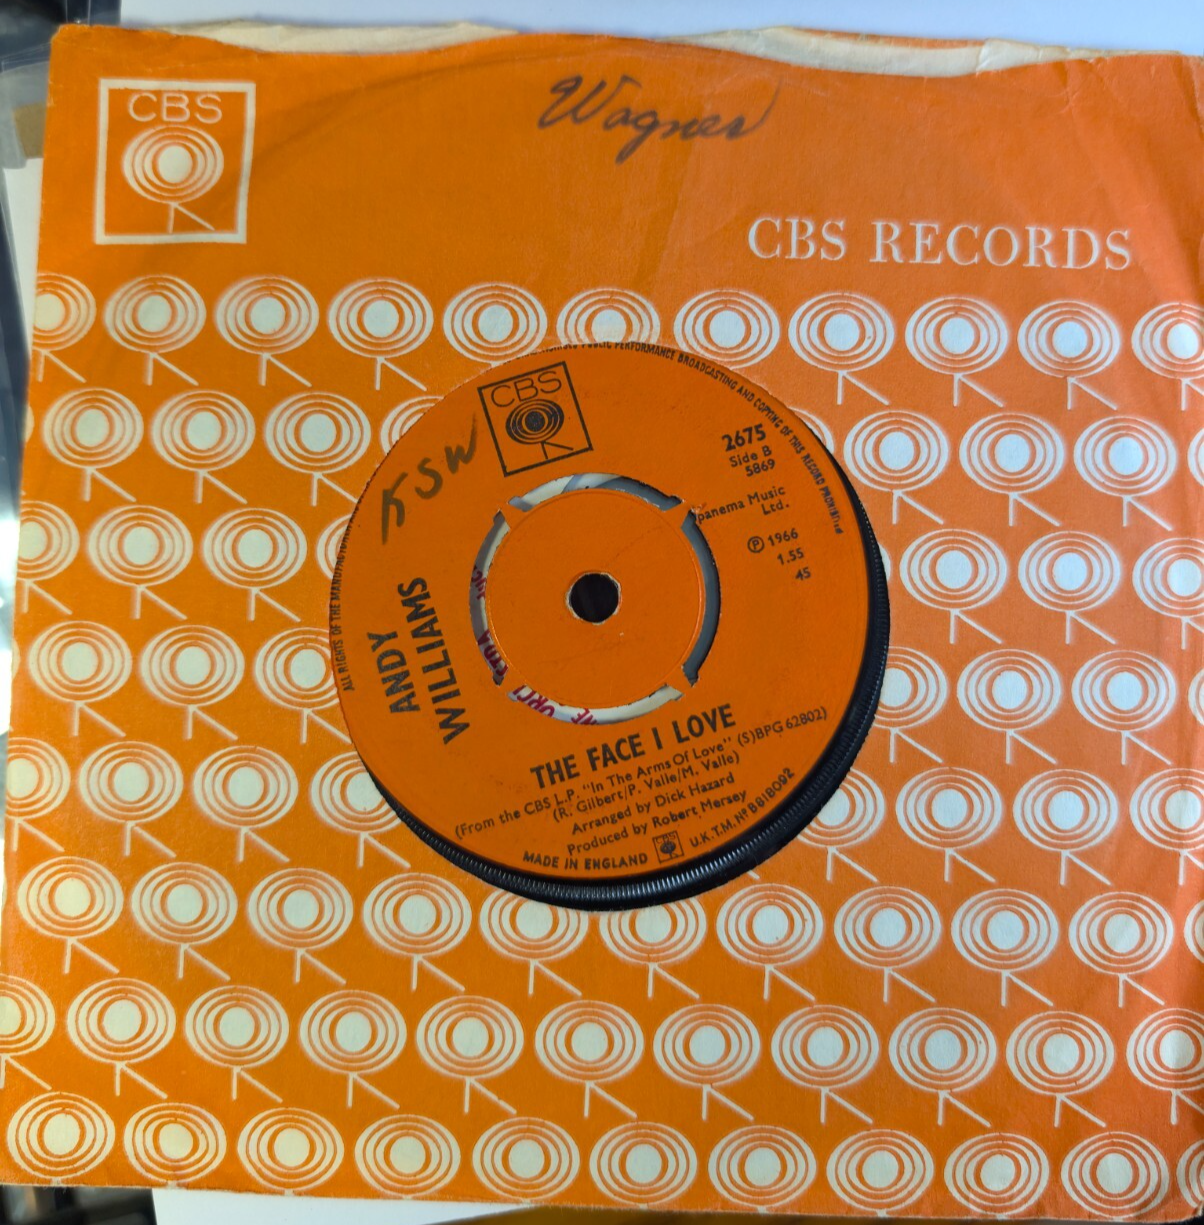 Wagner
CBS
CBS RECORDS
ALL RIGHTS OF THE
PUBLIC PERFORMANCE BROADCASTING AND COPYING OF THIS RECORD PROHIBITED
CBS
KSW
2675
Side B
5869
panema Music
Ltd.
℗ 1966
1.55
45
ANDY
WILLIAMS
THE FACE I LOVE
(From the CBS L.P. "In The Arms Of Love" (S)BPG 62802)
(R. Gilbert/P. Valle/M. Valle)
Arranged by Dick Hazard
Produced by Robert Mersey
MADE IN ENGLAND CBS U.K.T.M. Nº B818092